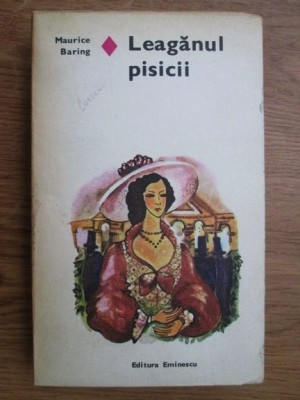 Maurice
Baring
Leagănul
pisicii
Editura Eminescu